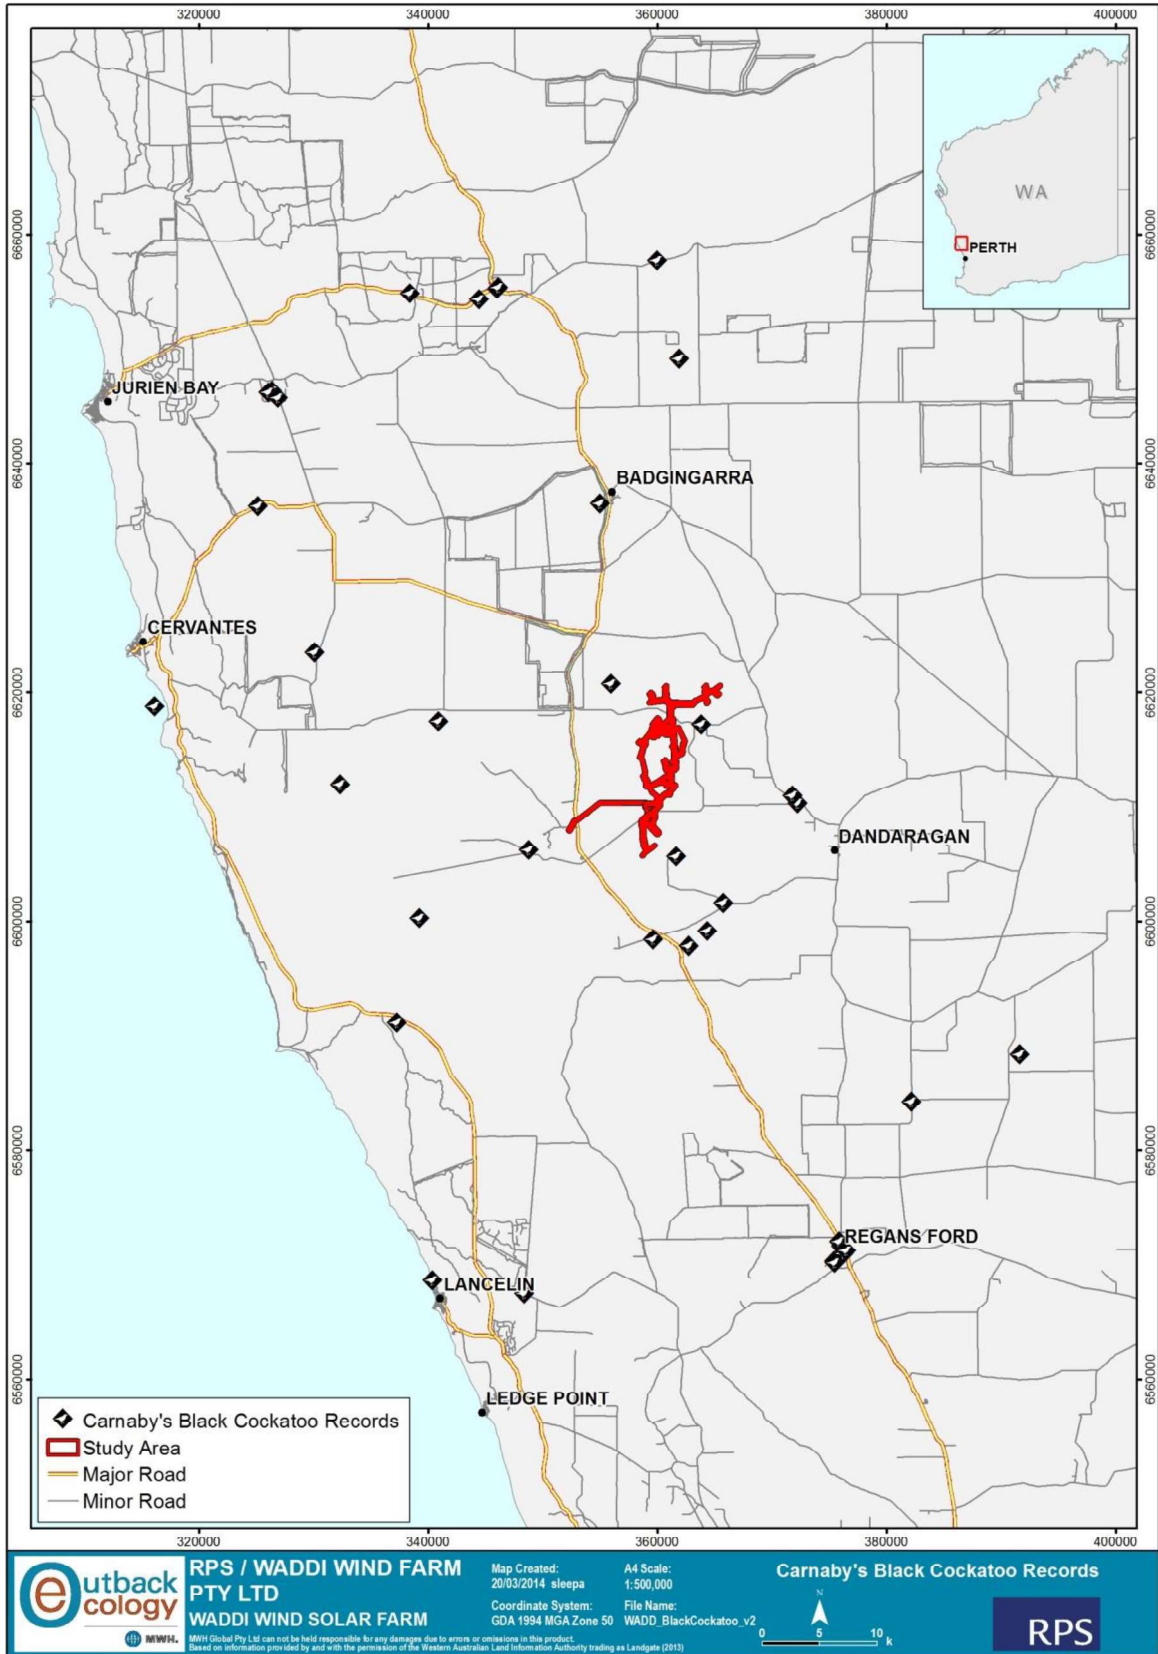 320000 340000 360000 380000 400000
6660000 6660000
6640000 6640000
6620000 6620000
6600000 6600000
6580000 6580000
6560000 6560000
WA
PERTH
JURIEN BAY
BADGINGARRA
CERVANTES
DANDARAGAN
REGANS FORD
LANCELIN
LEDGE POINT
Carnaby's Black Cockatoo Records
Study Area
Major Road
Minor Road
320000 340000 360000 380000 400000
Outback
ecology
MWH.
RPS / WADDI WIND FARM
PTY LTD
WADDI WIND SOLAR FARM
Map Created:
20/03/2014 sleepa
Coordinate System:
GDA 1994 MGA Zone 50
A4 Scale:
1:500,000
File Name:
WADD_BlackCockatoo_v2
MWH Global Pty Ltd can not be held responsible for any damages due to errors or omissions in this product.
Based on information provided by and with the permission of the Western Australian Land Information Authority trading as Landgate (2013)
Carnaby's Black Cockatoo Records
N
0 5 10
k
RPS